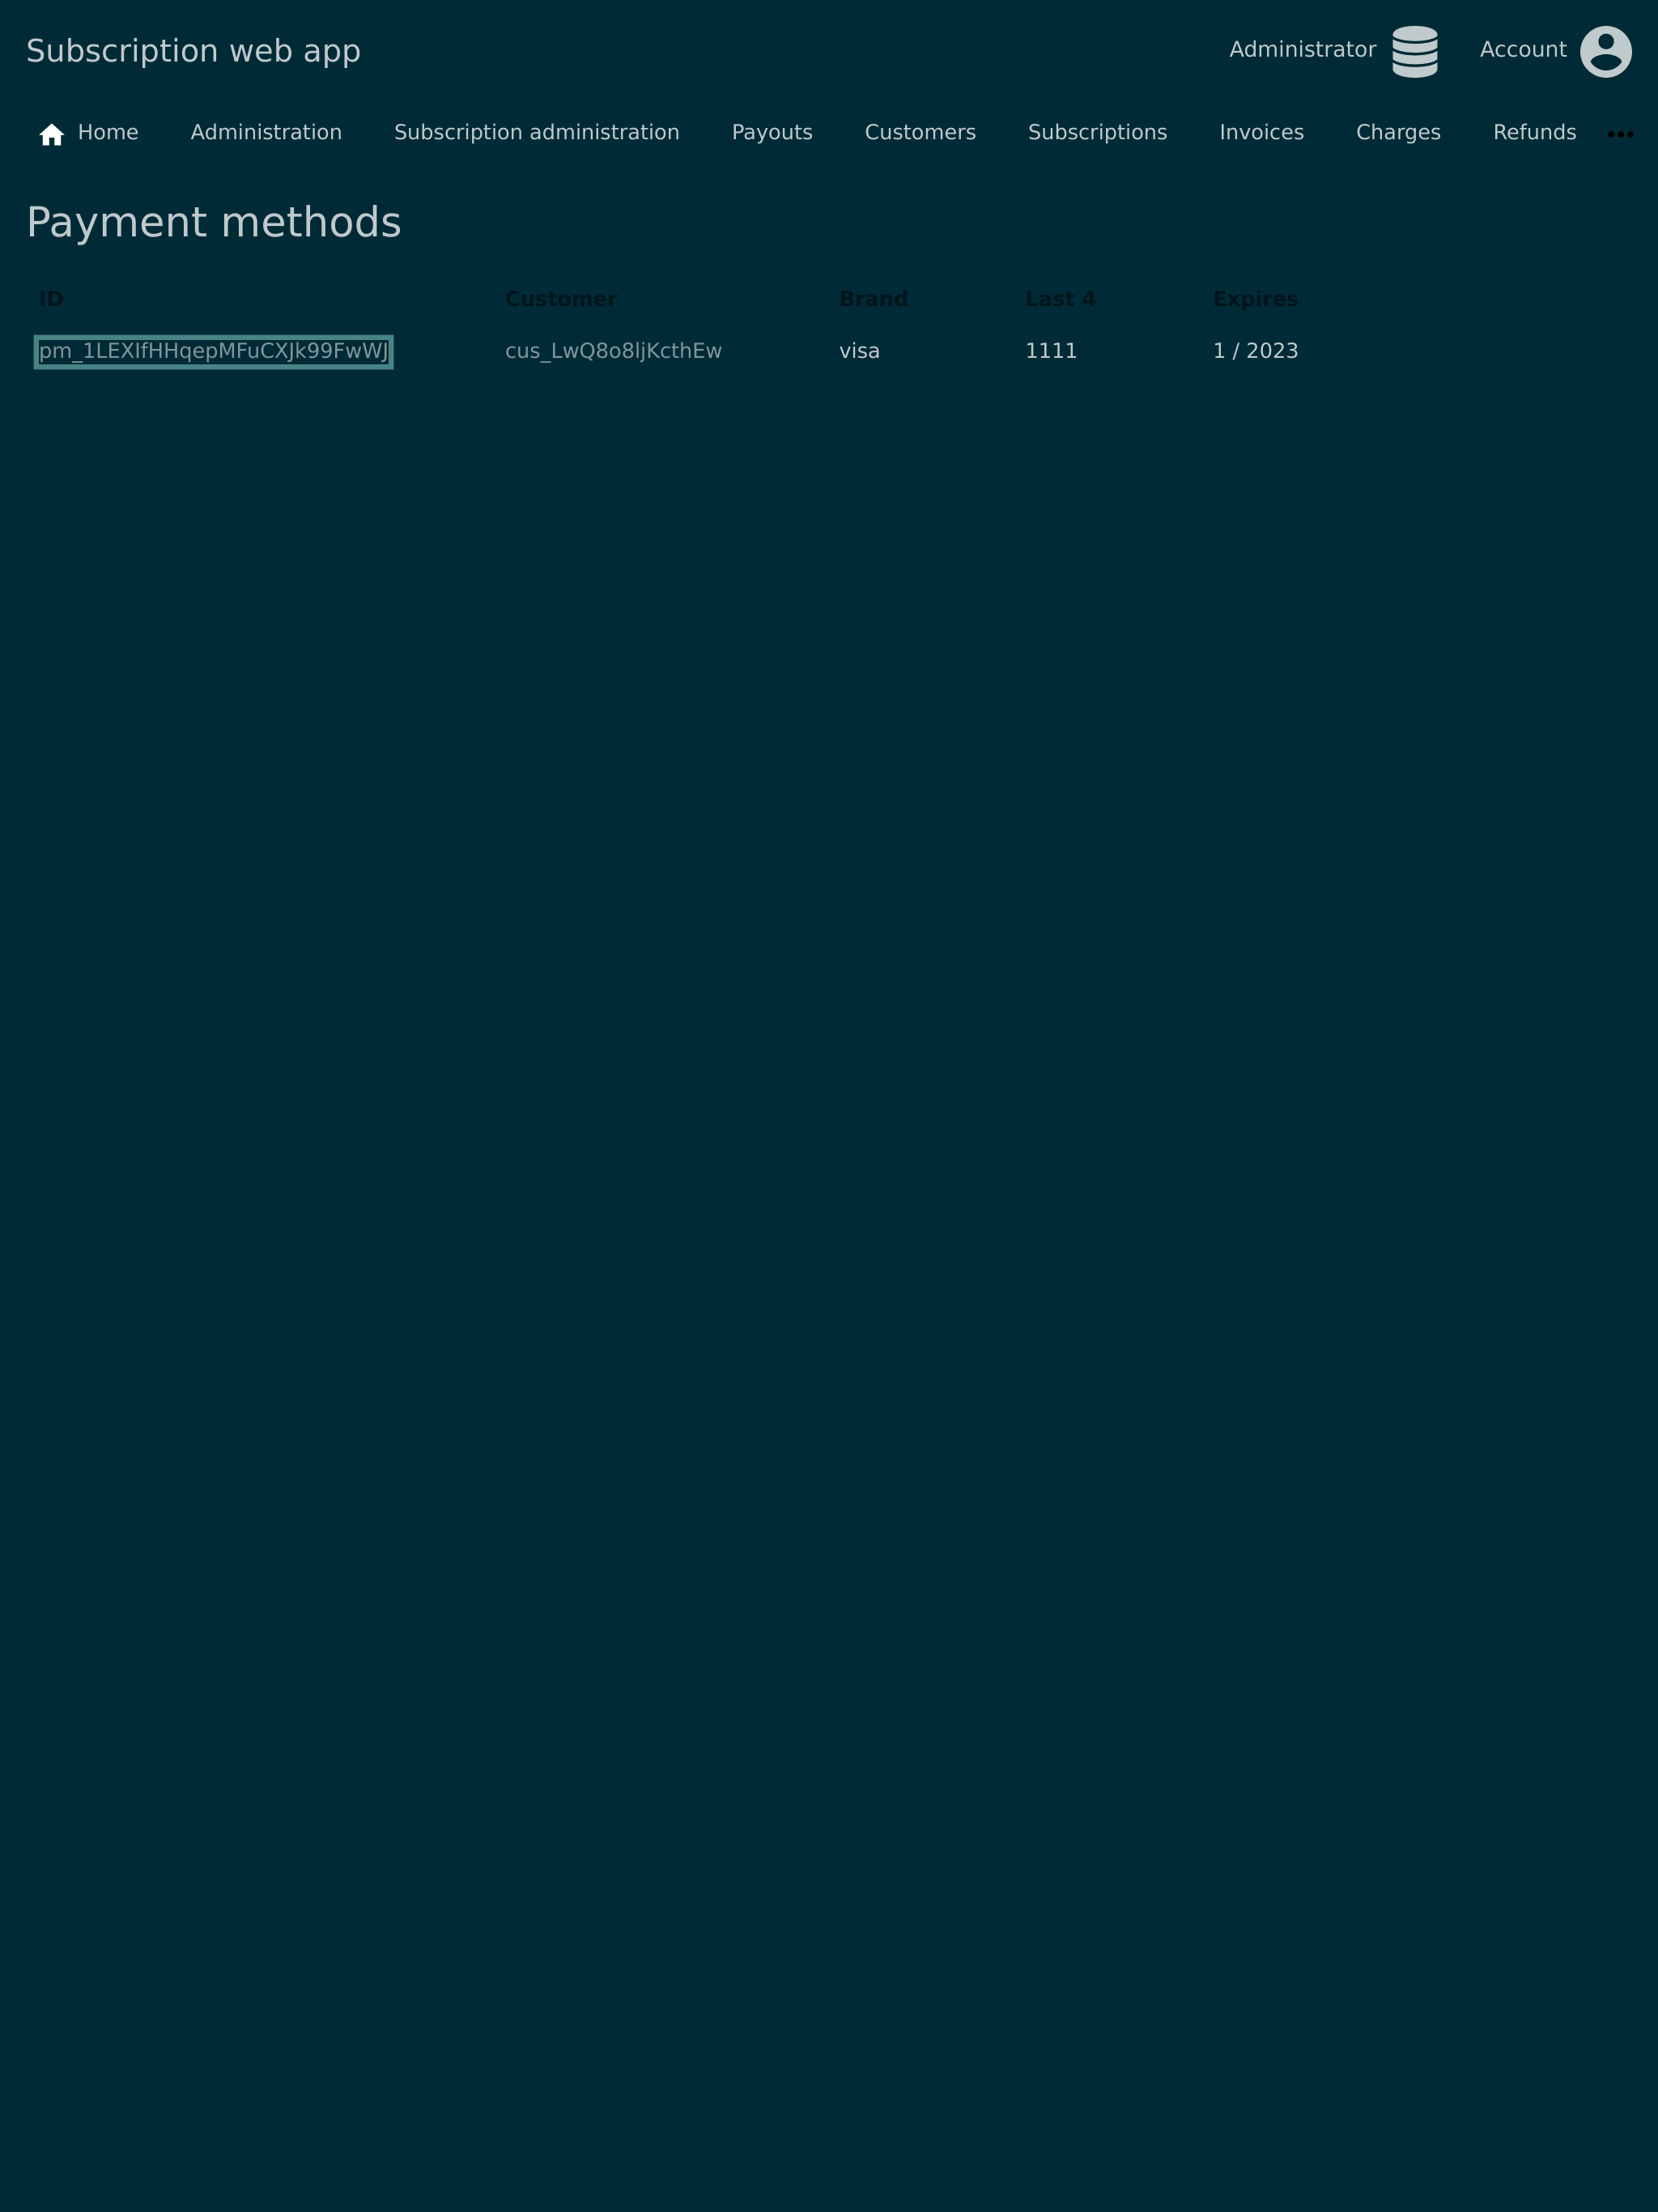 Subscription web app
Administrator
Account
Home Administration Subscription administration Payouts Customers Subscriptions Invoices Charges Refunds
Payment methods
ID Customer Brand Last 4 Expires
pm_1LEXIfHHqepMFuCXJk99FwWJ cus_LwQ8o8ljKcthEw visa 1111 1 / 2023